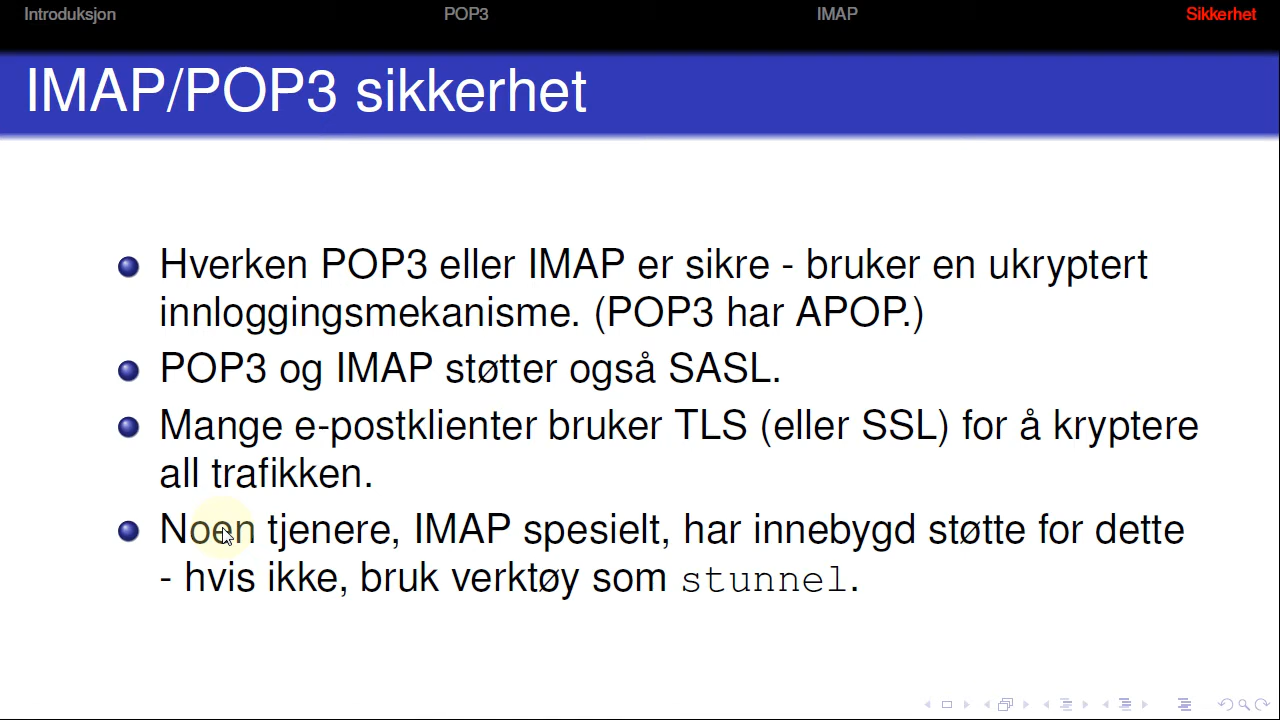 Introduksjon POP3 IMAP Sikkerhet
IMAP/POP3 sikkerhet
Hverken POP3 eller IMAP er sikre - bruker en ukryptert
innloggingsmekanisme. (POP3 har APOP.)
POP3 og IMAP støtter også SASL.
Mange e-postklienter bruker TLS (eller SSL) for å kryptere
all trafikken.
Noen tjenere, IMAP spesielt, har innebygd støtte for dette
- hvis ikke, bruk verktøy som stunnel.